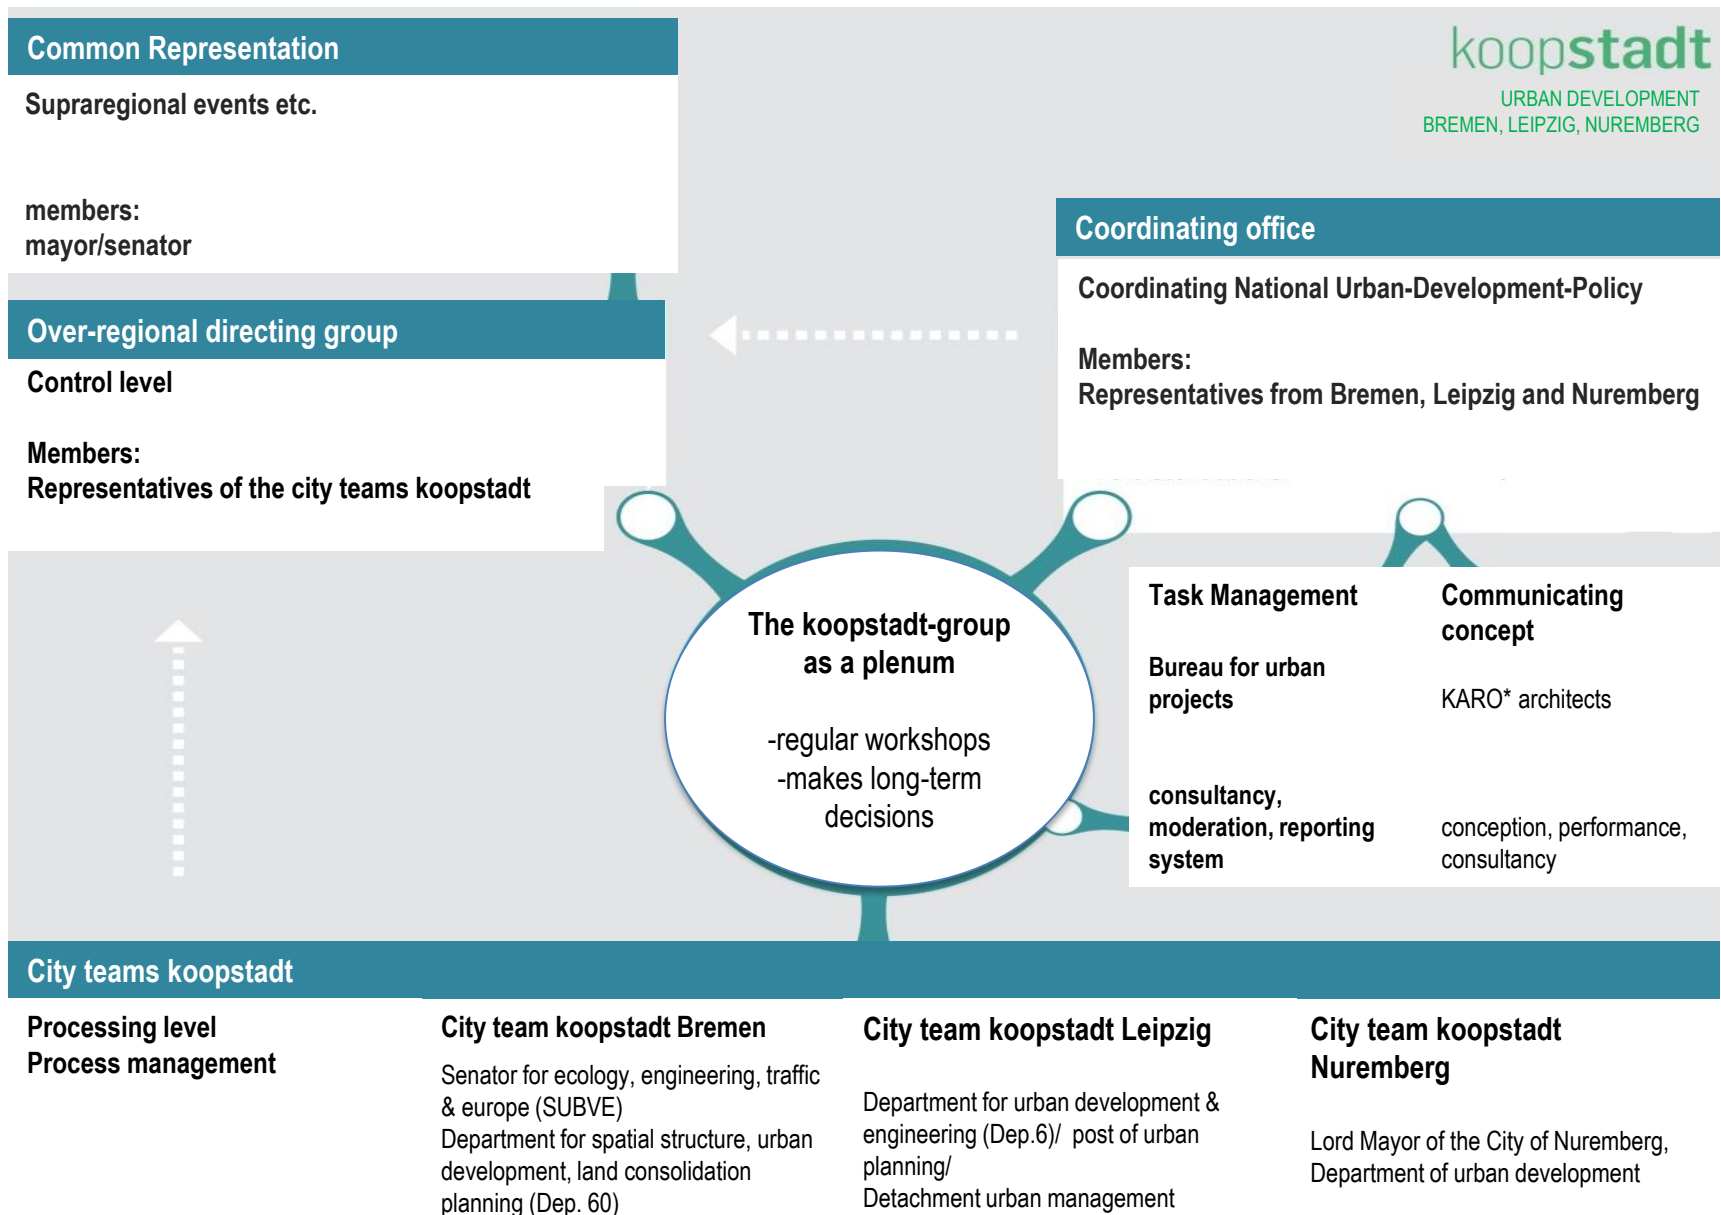 Common Representation
Supraregional events etc.
members:
mayor/senator
koopstadt
URBAN DEVELOPMENT
BREMEN, LEIPZIG, NUREMBERG
Coordinating office
Coordinating National Urban-Development-Policy
Members:
Representatives from Bremen, Leipzig and Nuremberg
Over-regional directing group
Control level
Members:
Representatives of the city teams koopstadt
The koopstadt-group
as a plenum
-regular workshops
-makes long-term
decisions
Task Management
Bureau for urban
projects
consultancy,
moderation, reporting
system
Communicating
concept
KARO* architects
conception, performance,
consultancy
City teams koopstadt
Processing level
Process management
City team koopstadt Bremen
Senator for ecology, engineering, traffic
& europe (SUBVE)
Department for spatial structure, urban
development, land consolidation
planning (Dep. 60)
City team koopstadt Leipzig
Department for urban development &
engineering (Dep.6)/ post of urban
planning/
Detachment urban management
City team koopstadt
Nuremberg
Lord Mayor of the City of Nuremberg,
Department of urban development